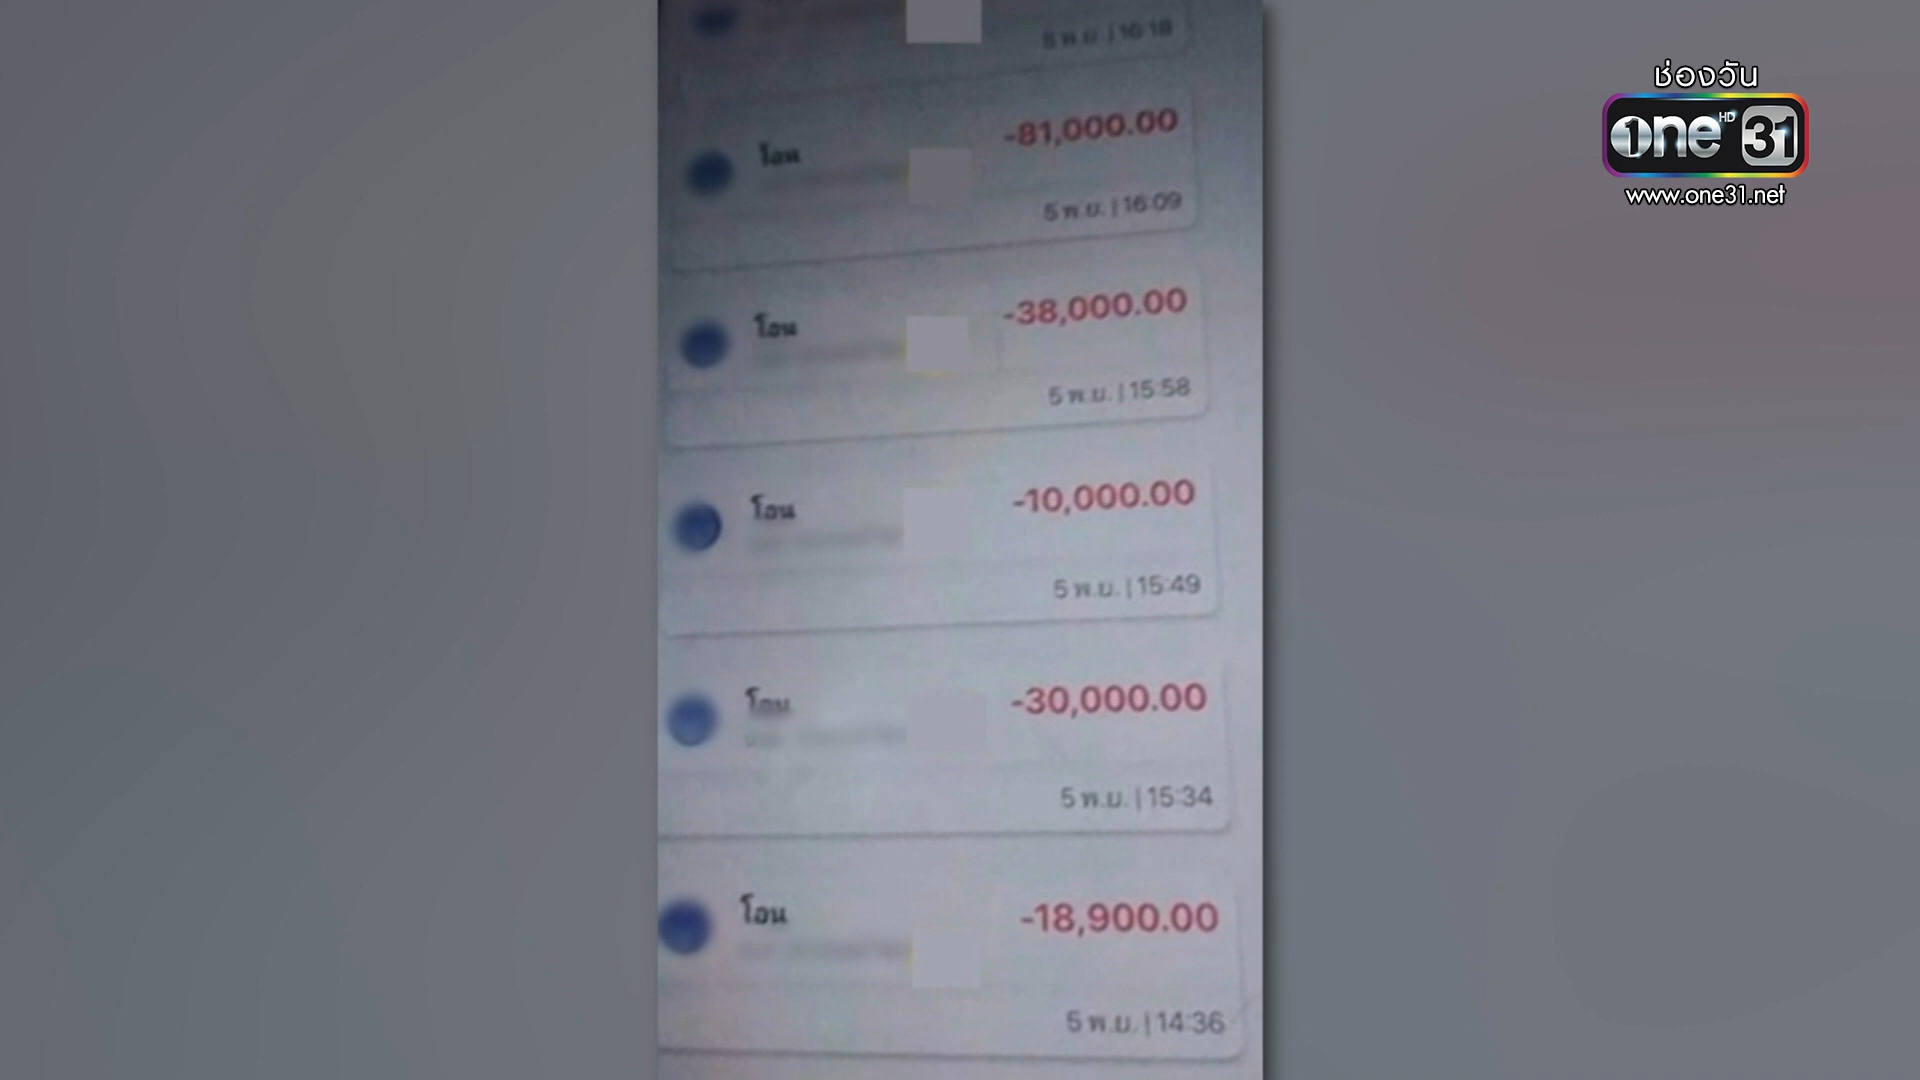 ช่องวัน
one HD 31
www.one31.net
5 พ.ย. | 16:18
โอน
-81,000.00
5 พ.ย. | 16:09
โอน
-38,000.00
5 พ.ย. | 15:58
โอน
-10,000.00
5 พ.ย. | 15:49
โอน
-30,000.00
5 พ.ย. | 15:34
โอน
-18,900.00
5 พ.ย. | 14:36